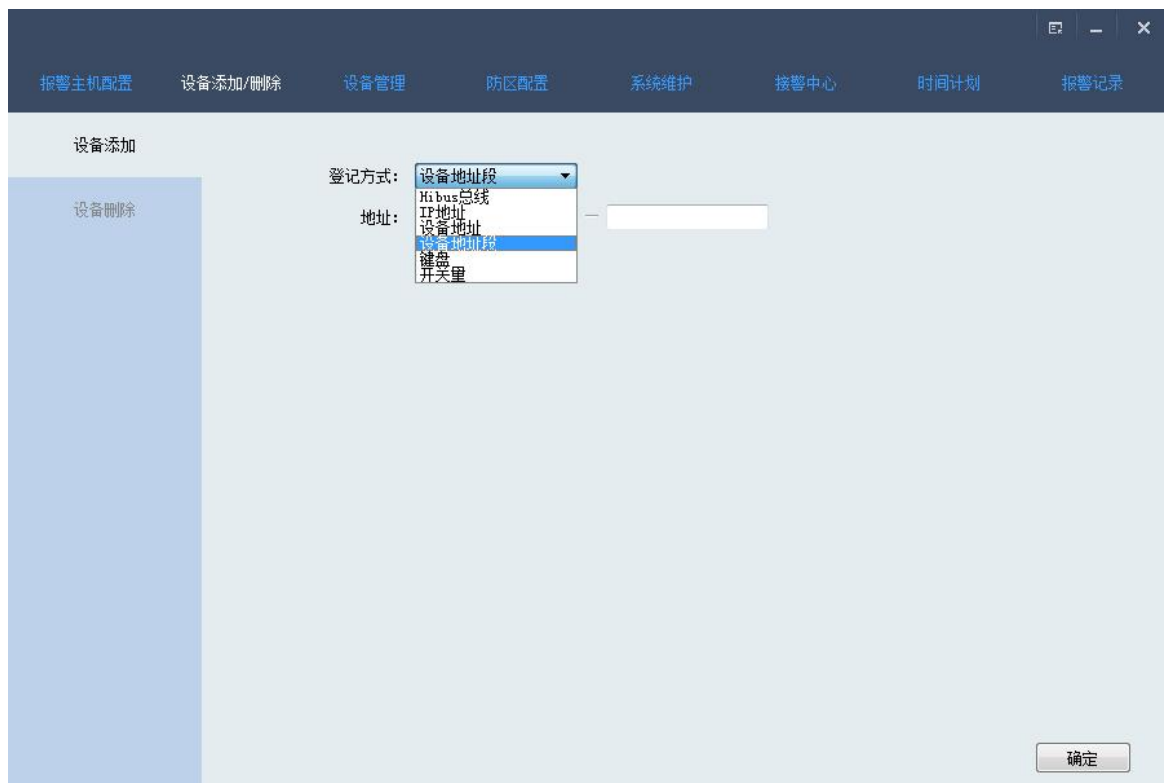 报警主机配置 设备添加/删除 设备管理 防区配置 系统维护 接警中心 时间计划 报警记录
设备添加
设备删除
登记方式： 设备地址段
Hibus总线
IP地址
地址： —
设备地址
设备地址段
键盘
开关量
确定